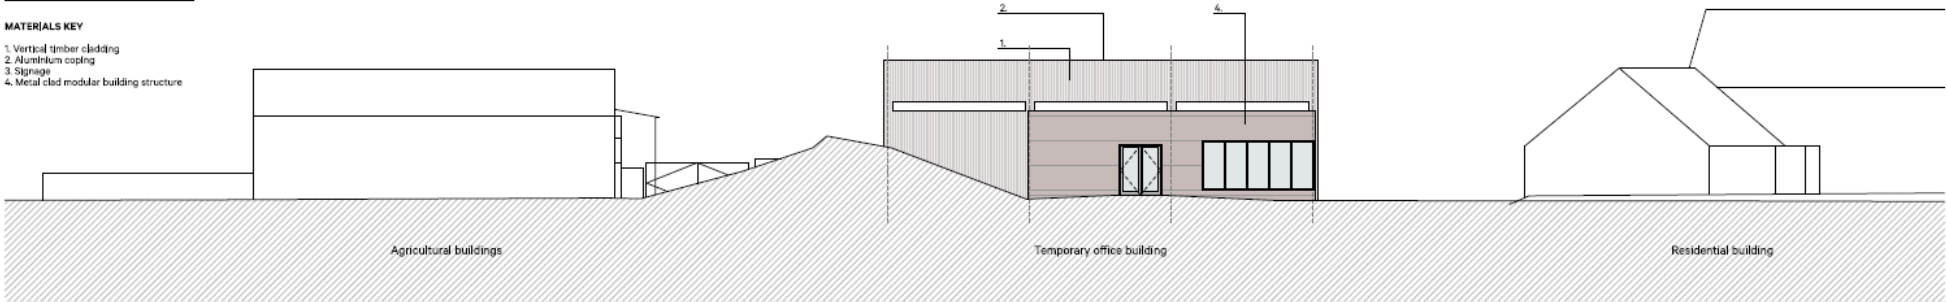 MATERIALS KEY
1. Vertical timber cladding
2. Aluminium coping
3. Signage
4. Metal clad modular building structure
2.
4.
1.
Agricultural buildings
Temporary office building
Residential building